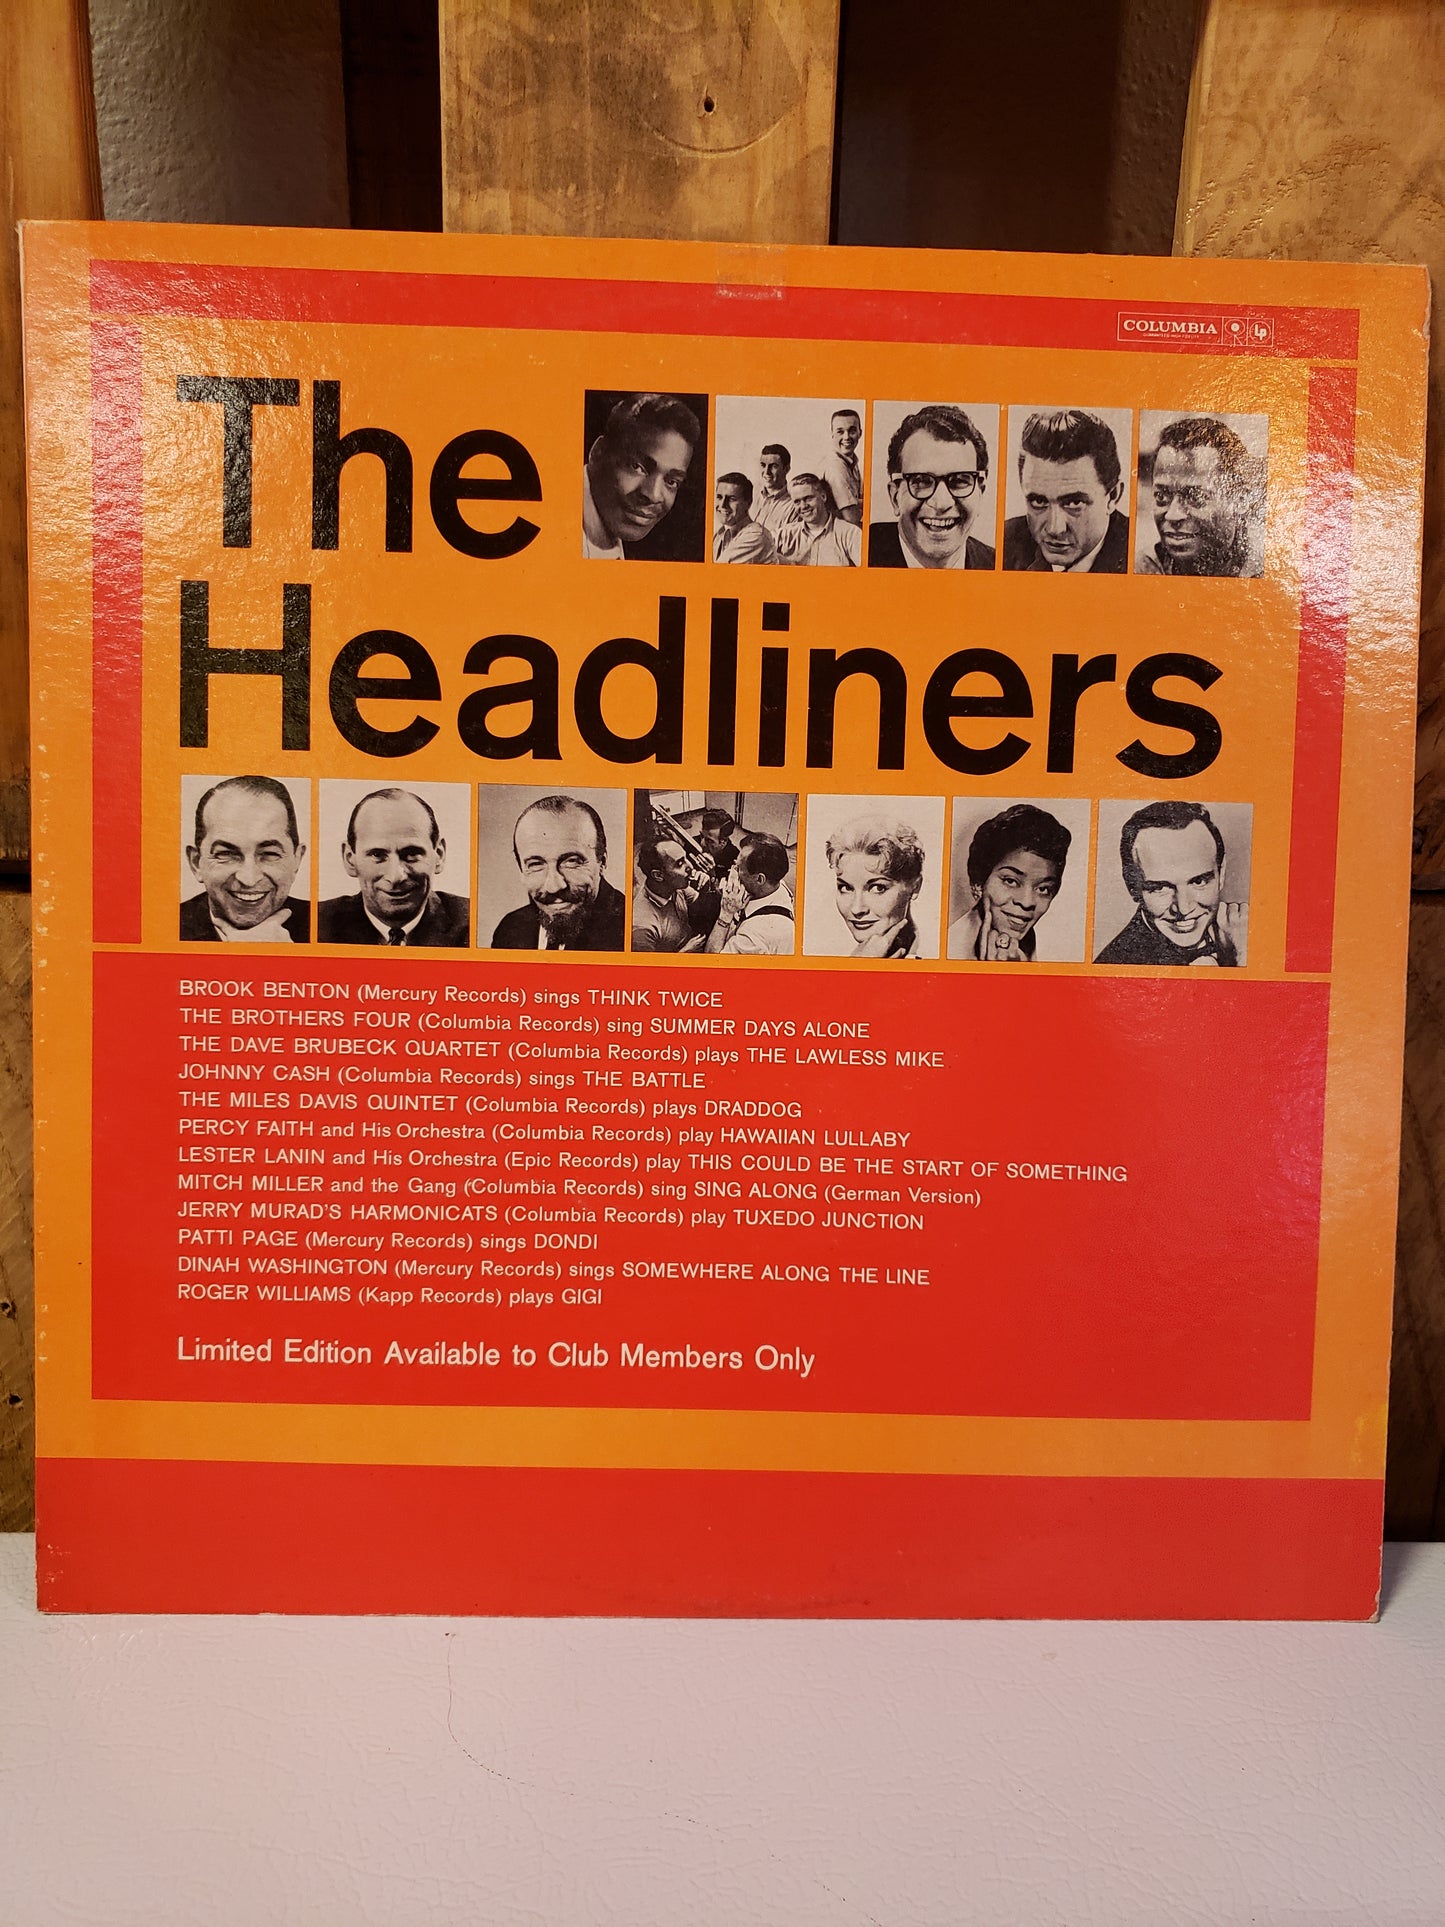 COLUMBIA
Lp
The
Headliners
BROOK BENTON (Mercury Records) sings THINK TWICE
THE BROTHERS FOUR (Columbia Records) sing SUMMER DAYS ALONE
THE DAVE BRUBECK QUARTET (Columbia Records) plays THE LAWLESS MIKE
JOHNNY CASH (Columbia Records) sings THE BATTLE
THE MILES DAVIS QUINTET (Columbia Records) plays DRADDOG
PERCY FAITH and His Orchestra (Columbia Records) play HAWAIIAN LULLABY
LESTER LANIN and His Orchestra (Epic Records) play THIS COULD BE THE START OF SOMETHING
MITCH MILLER and the Gang (Columbia Records) sing SING ALONG (German Version)
JERRY MURAD'S HARMONICATS (Columbia Records) play TUXEDO JUNCTION
PATTI PAGE (Mercury Records) sings DONDI
DINAH WASHINGTON (Mercury Records) sings SOMEWHERE ALONG THE LINE
ROGER WILLIAMS (Kapp Records) plays GIGI
Limited Edition Available to Club Members Only